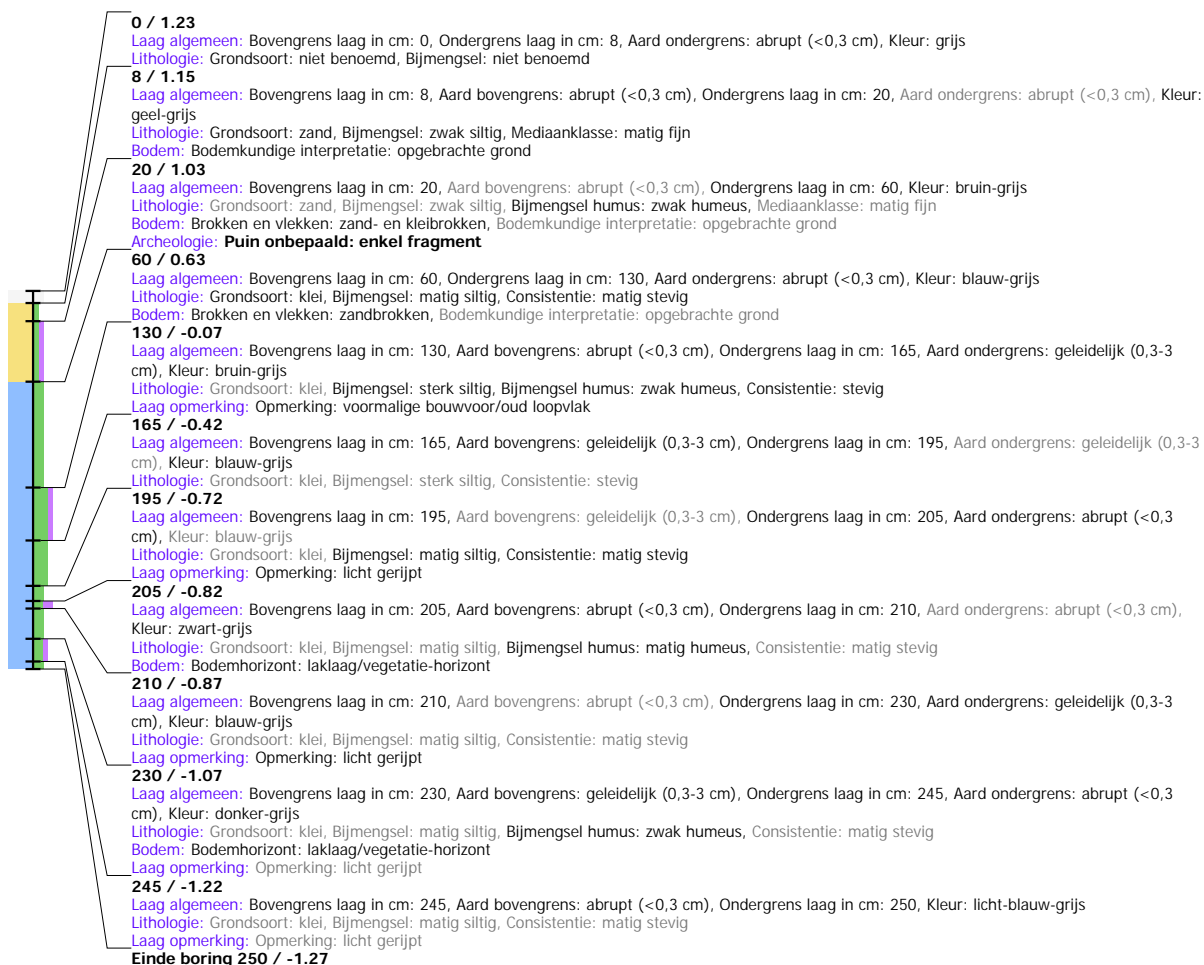 0 / 1.23
Laag algemeen: Bovengrens laag in cm: 0, Ondergrens laag in cm: 8, Aard ondergrens: abrupt (<0,3 cm), Kleur: grijs
Lithologie: Grondsoort: niet benoemd, Bijmengsel: niet benoemd
8 / 1.15
Laag algemeen: Bovengrens laag in cm: 8, Aard bovengrens: abrupt (<0,3 cm), Ondergrens laag in cm: 20, Aard ondergrens: abrupt (<0,3 cm), Kleur:
geel-grijs
Lithologie: Grondsoort: zand, Bijmengsel: zwak siltig, Mediaanklasse: matig fijn
Bodem: Bodemkundige interpretatie: opgebrachte grond
20 / 1.03
Laag algemeen: Bovengrens laag in cm: 20, Aard bovengrens: abrupt (<0,3 cm), Ondergrens laag in cm: 60, Kleur: bruin-grijs
Lithologie: Grondsoort: zand, Bijmengsel: zwak siltig, Bijmengsel humus: zwak humeus, Mediaanklasse: matig fijn
Bodem: Brokken en vlekken: zand- en kleibrokken, Bodemkundige interpretatie: opgebrachte grond
Archeologie: Puin onbepaald: enkel fragment
60 / 0.63
Laag algemeen: Bovengrens laag in cm: 60, Ondergrens laag in cm: 130, Aard ondergrens: abrupt (<0,3 cm), Kleur: blauw-grijs
Lithologie: Grondsoort: klei, Bijmengsel: matig siltig, Consistentie: matig stevig
Bodem: Brokken en vlekken: zandbrokken, Bodemkundige interpretatie: opgebrachte grond
130 / -0.07
Laag algemeen: Bovengrens laag in cm: 130, Aard bovengrens: abrupt (<0,3 cm), Ondergrens laag in cm: 165, Aard ondergrens: geleidelijk (0,3-3
cm), Kleur: bruin-grijs
Lithologie: Grondsoort: klei, Bijmengsel: sterk siltig, Bijmengsel humus: zwak humeus, Consistentie: stevig
Laag opmerking: Opmerking: voormalige bouwvoor/oud loopvlak
165 / -0.42
Laag algemeen: Bovengrens laag in cm: 165, Aard bovengrens: geleidelijk (0,3-3 cm), Ondergrens laag in cm: 195, Aard ondergrens: geleidelijk (0,3-3
cm), Kleur: blauw-grijs
Lithologie: Grondsoort: klei, Bijmengsel: sterk siltig, Consistentie: stevig
195 / -0.72
Laag algemeen: Bovengrens laag in cm: 195, Aard bovengrens: geleidelijk (0,3-3 cm), Ondergrens laag in cm: 205, Aard ondergrens: abrupt (<0,3
cm), Kleur: blauw-grijs
Lithologie: Grondsoort: klei, Bijmengsel: matig siltig, Consistentie: matig stevig
Laag opmerking: Opmerking: licht gerijpt
205 / -0.82
Laag algemeen: Bovengrens laag in cm: 205, Aard bovengrens: abrupt (<0,3 cm), Ondergrens laag in cm: 210, Aard ondergrens: abrupt (<0,3 cm),
Kleur: zwart-grijs
Lithologie: Grondsoort: klei, Bijmengsel: matig siltig, Bijmengsel humus: matig humeus, Consistentie: matig stevig
Bodem: Bodemhorizont: laklaag/vegetatie-horizont
210 / -0.87
Laag algemeen: Bovengrens laag in cm: 210, Aard bovengrens: abrupt (<0,3 cm), Ondergrens laag in cm: 230, Aard ondergrens: geleidelijk (0,3-3
cm), Kleur: blauw-grijs
Lithologie: Grondsoort: klei, Bijmengsel: matig siltig, Consistentie: matig stevig
Laag opmerking: Opmerking: licht gerijpt
230 / -1.07
Laag algemeen: Bovengrens laag in cm: 230, Aard bovengrens: geleidelijk (0,3-3 cm), Ondergrens laag in cm: 245, Aard ondergrens: abrupt (<0,3
cm), Kleur: donker-grijs
Lithologie: Grondsoort: klei, Bijmengsel: matig siltig, Bijmengsel humus: zwak humeus, Consistentie: matig stevig
Bodem: Bodemhorizont: laklaag/vegetatie-horizont
Laag opmerking: Opmerking: licht gerijpt
245 / -1.22
Laag algemeen: Bovengrens laag in cm: 245, Aard bovengrens: abrupt (<0,3 cm), Ondergrens laag in cm: 250, Kleur: licht-blauw-grijs
Lithologie: Grondsoort: klei, Bijmengsel: matig siltig, Consistentie: matig stevig
Laag opmerking: Opmerking: licht gerijpt
Einde boring 250 / -1.27